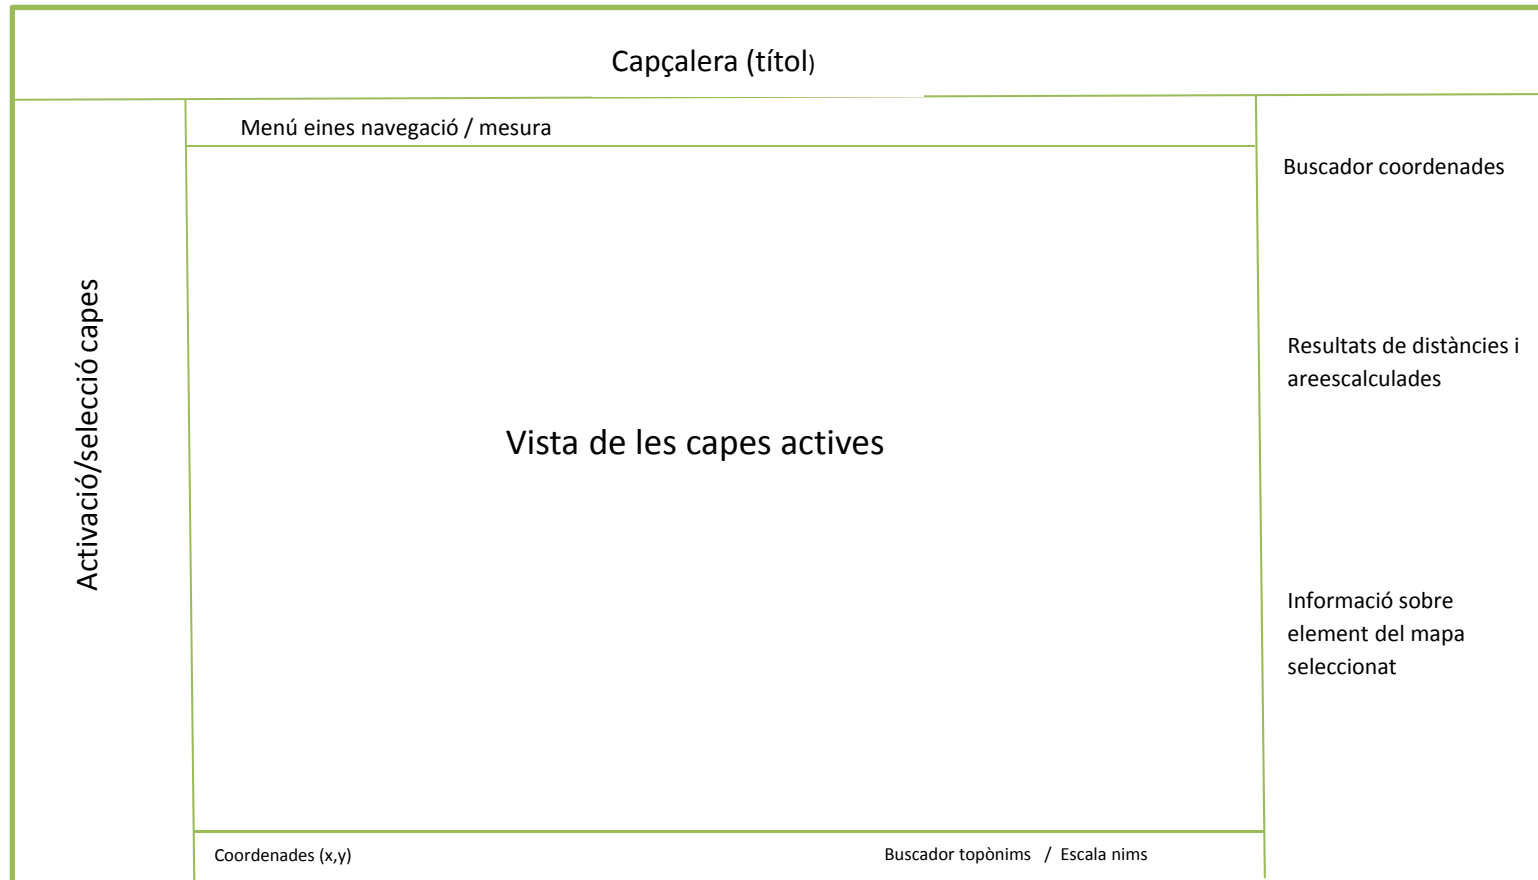 Capçalera (títol)
Menú eines navegació / mesura
Buscador coordenades
Activació/selecció capes
Resultats de distàncies i
areescalculades
Vista de les capes actives
Informació sobre
element del mapa
seleccionat
Coordenades (x,y)
Buscador topònims / Escala nims